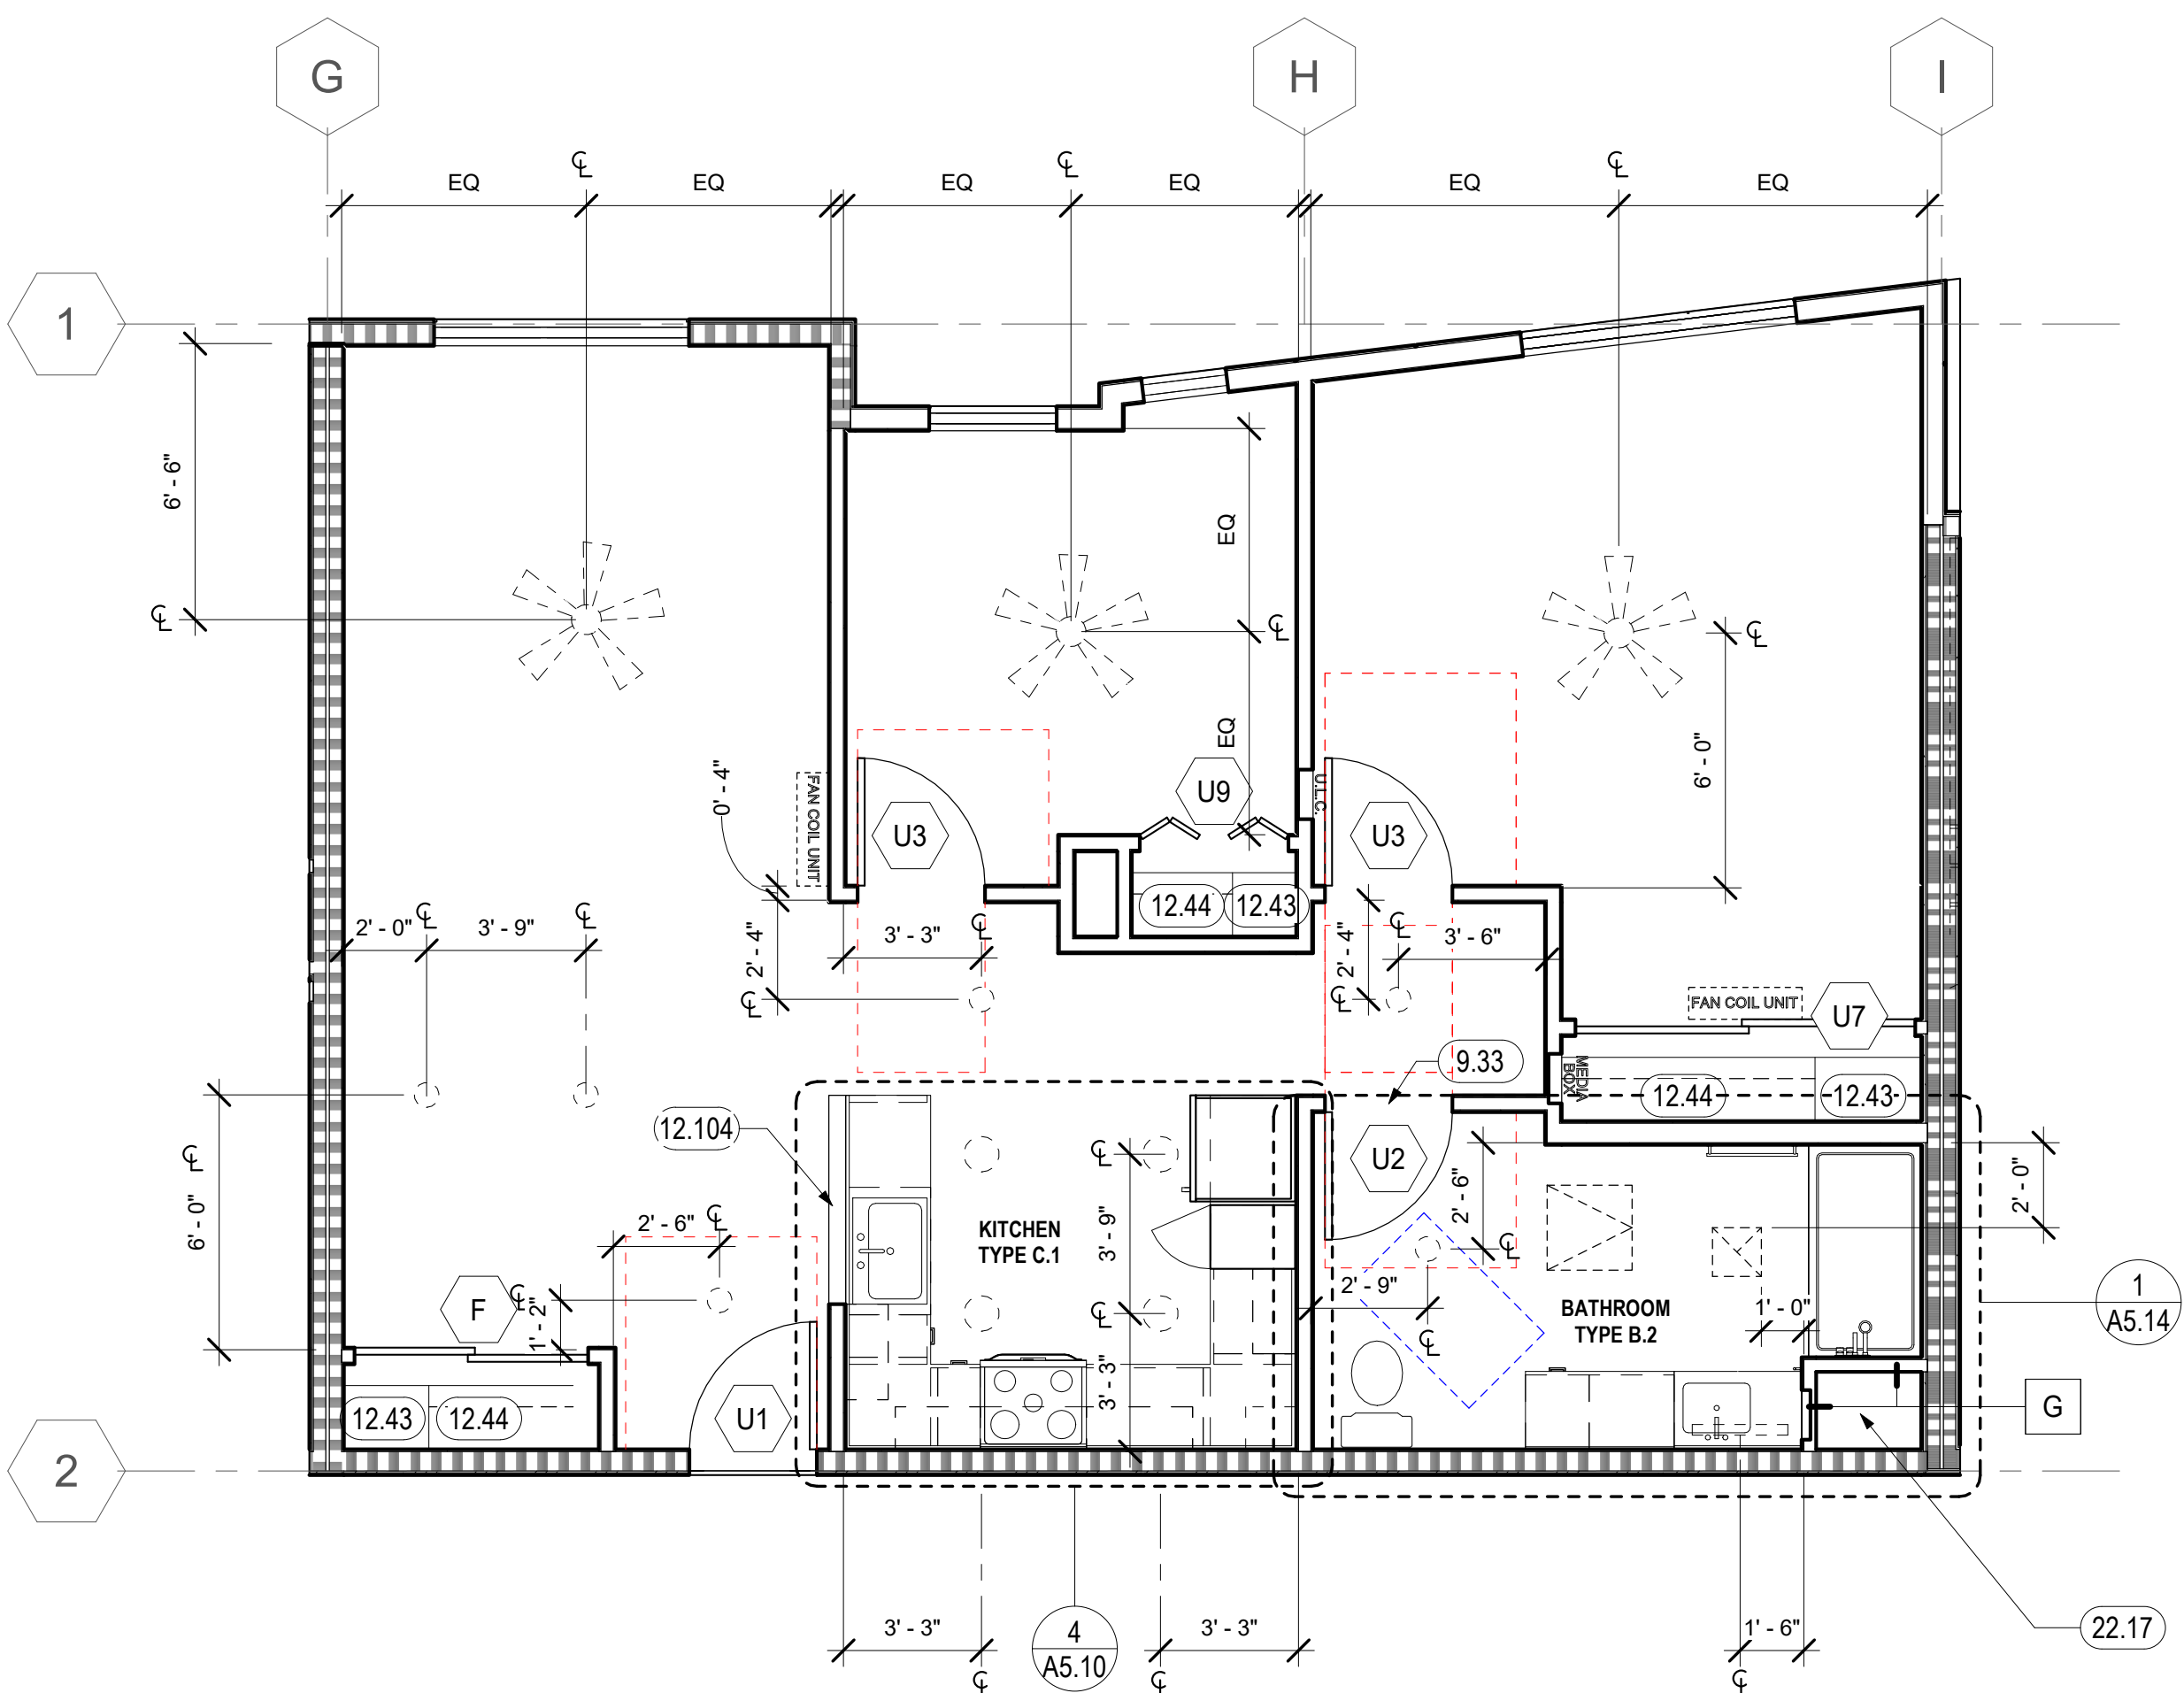 G
H
I
℄
℄
℄
EQ
EQ
EQ
EQ
EQ
EQ
1
6' - 6"
℄
EQ
℄
℄
EQ
6' - 0"
0' - 4"
FAN COIL UNIT
U3
U9
U.L.C.
U3
12.44
12.43
2' - 0"
℄
3' - 9"
℄
2' - 4"
℄
3' - 3"
℄
2' - 4"
℄
℄
3' - 6"
FAN COIL UNIT
U7
MEDIA
BOX
9.33
12.44
12.43
12.104
℄
6' - 0"
℄
3' - 9"
℄
U2
2' - 6"
℄
2' - 0"
2' - 6"
℄
KITCHEN
TYPE C.1
F
℄
1' - 2"
2' - 9"
℄
BATHROOM
TYPE B.2
1' - 0"
1
A5.14
3' - 3"
12.43
12.44
U1
G
2
3' - 3"
℄
4
A5.10
3' - 3"
℄
1' - 6"
℄
22.17